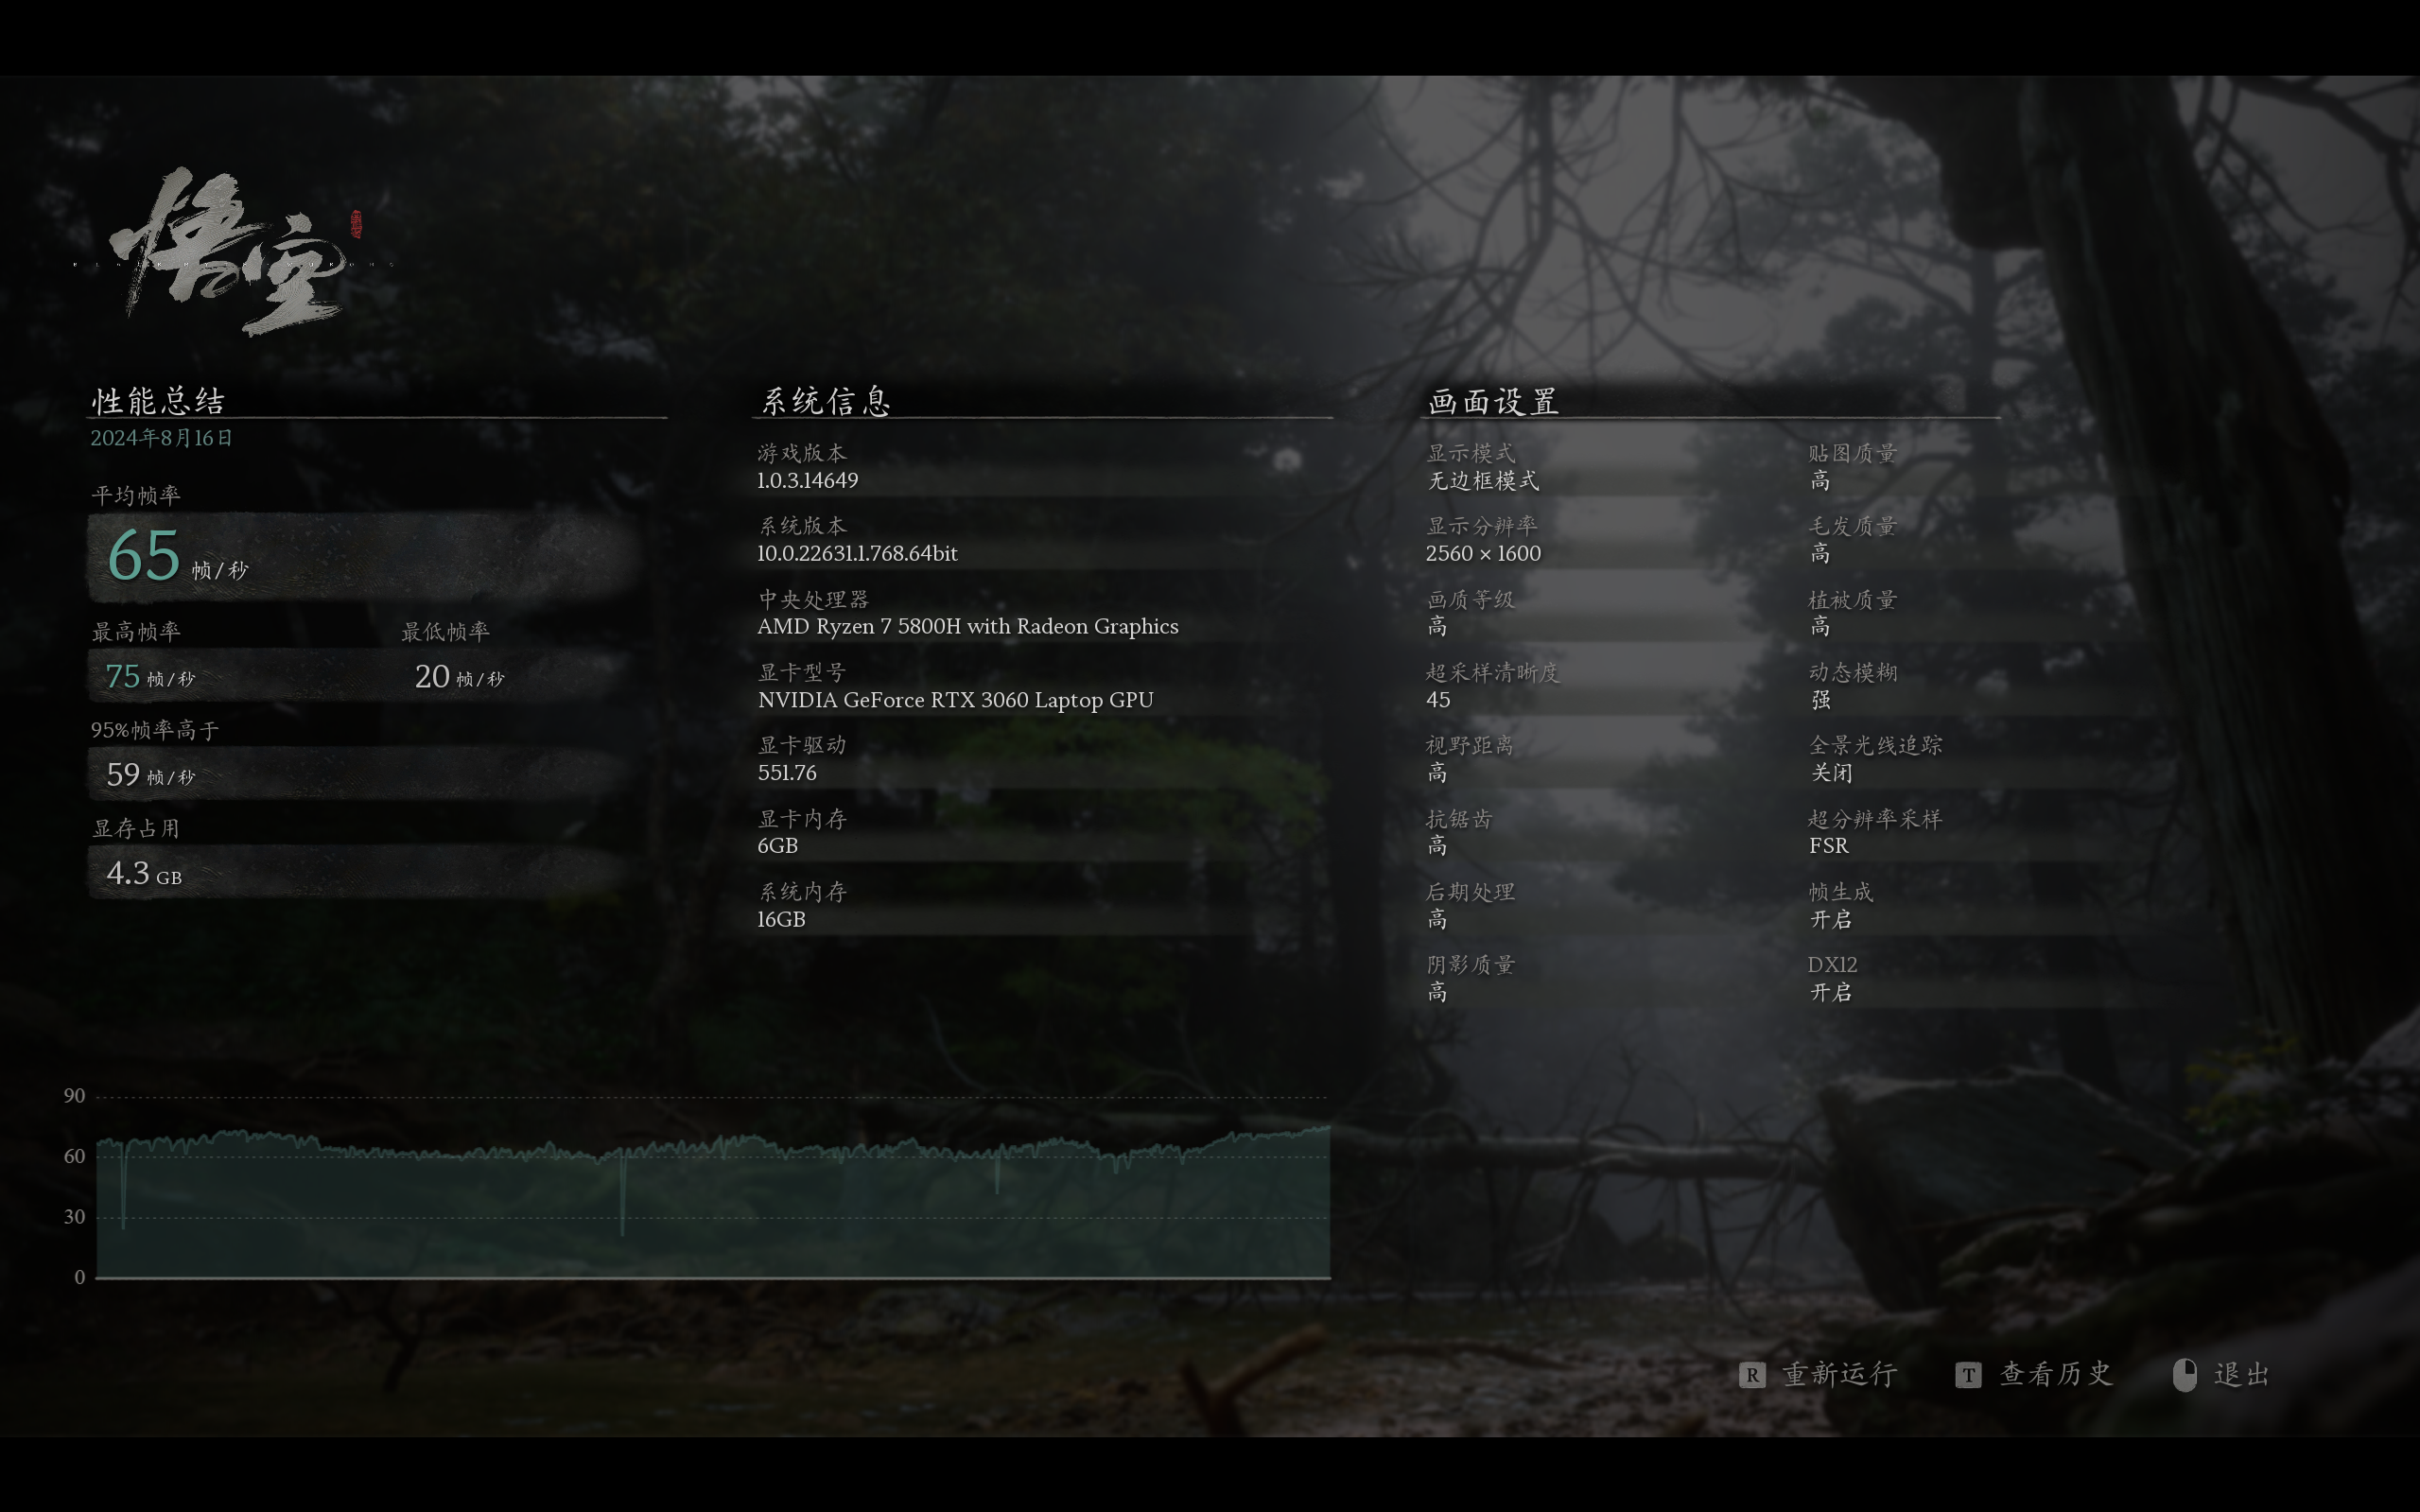 悟空
性能总结
2024年8月16日
平均帧率
65 帧/秒
最高帧率 最低帧率
75 帧/秒 20 帧/秒
95%帧率高于
59 帧/秒
显存占用
4.3 GB
系统信息
游戏版本
1.0.3.14649
系统版本
10.0.22631.1.768.64bit
中央处理器
AMD Ryzen 7 5800H with Radeon Graphics
显卡型号
NVIDIA GeForce RTX 3060 Laptop GPU
显卡驱动
551.76
显卡内存
6GB
系统内存
16GB
画面设置
显示模式
无边框模式
显示分辨率
2560 × 1600
画质等级
高
超采样清晰度
45
视野距离
高
抗锯齿
高
后期处理
高
阴影质量
高
贴图质量
高
毛发质量
高
植被质量
高
动态模糊
强
全景光线追踪
关闭
超分辨率采样
FSR
帧生成
开启
DX12
开启
90
60
30
0
R 重新运行 T 查看历史 退出